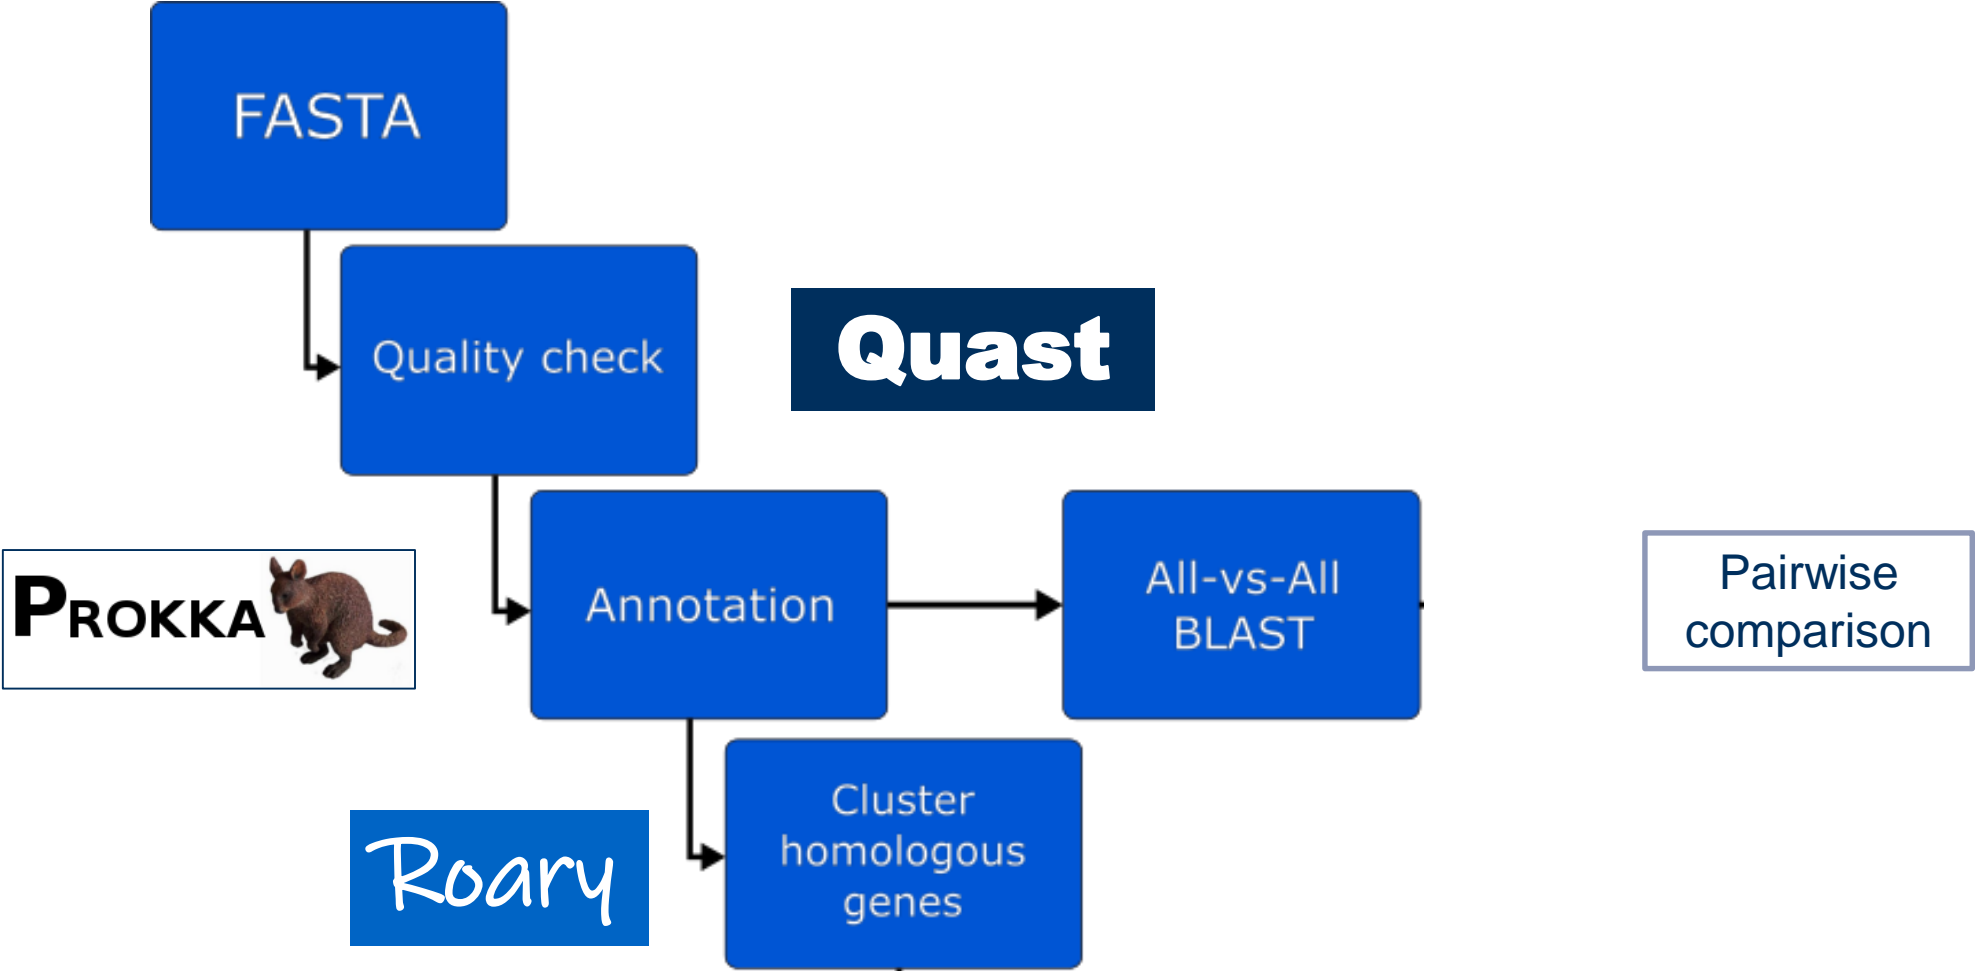 FASTA
Quality check
Quast
PROKKA
Annotation
All-vs-All
BLAST
Pairwise
comparison
Roary
Cluster
homologous
genes